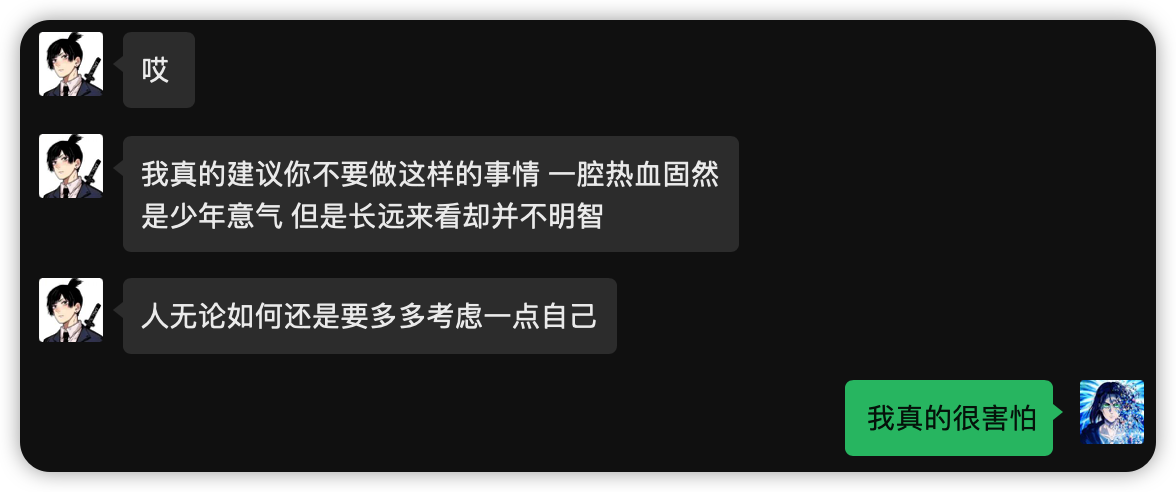 哎
我真的建议你不要做这样的事情 一腔热血固然
是少年意气 但是长远来看却并不明智
人无论如何还是要多多考虑一点自己
我真的很害怕